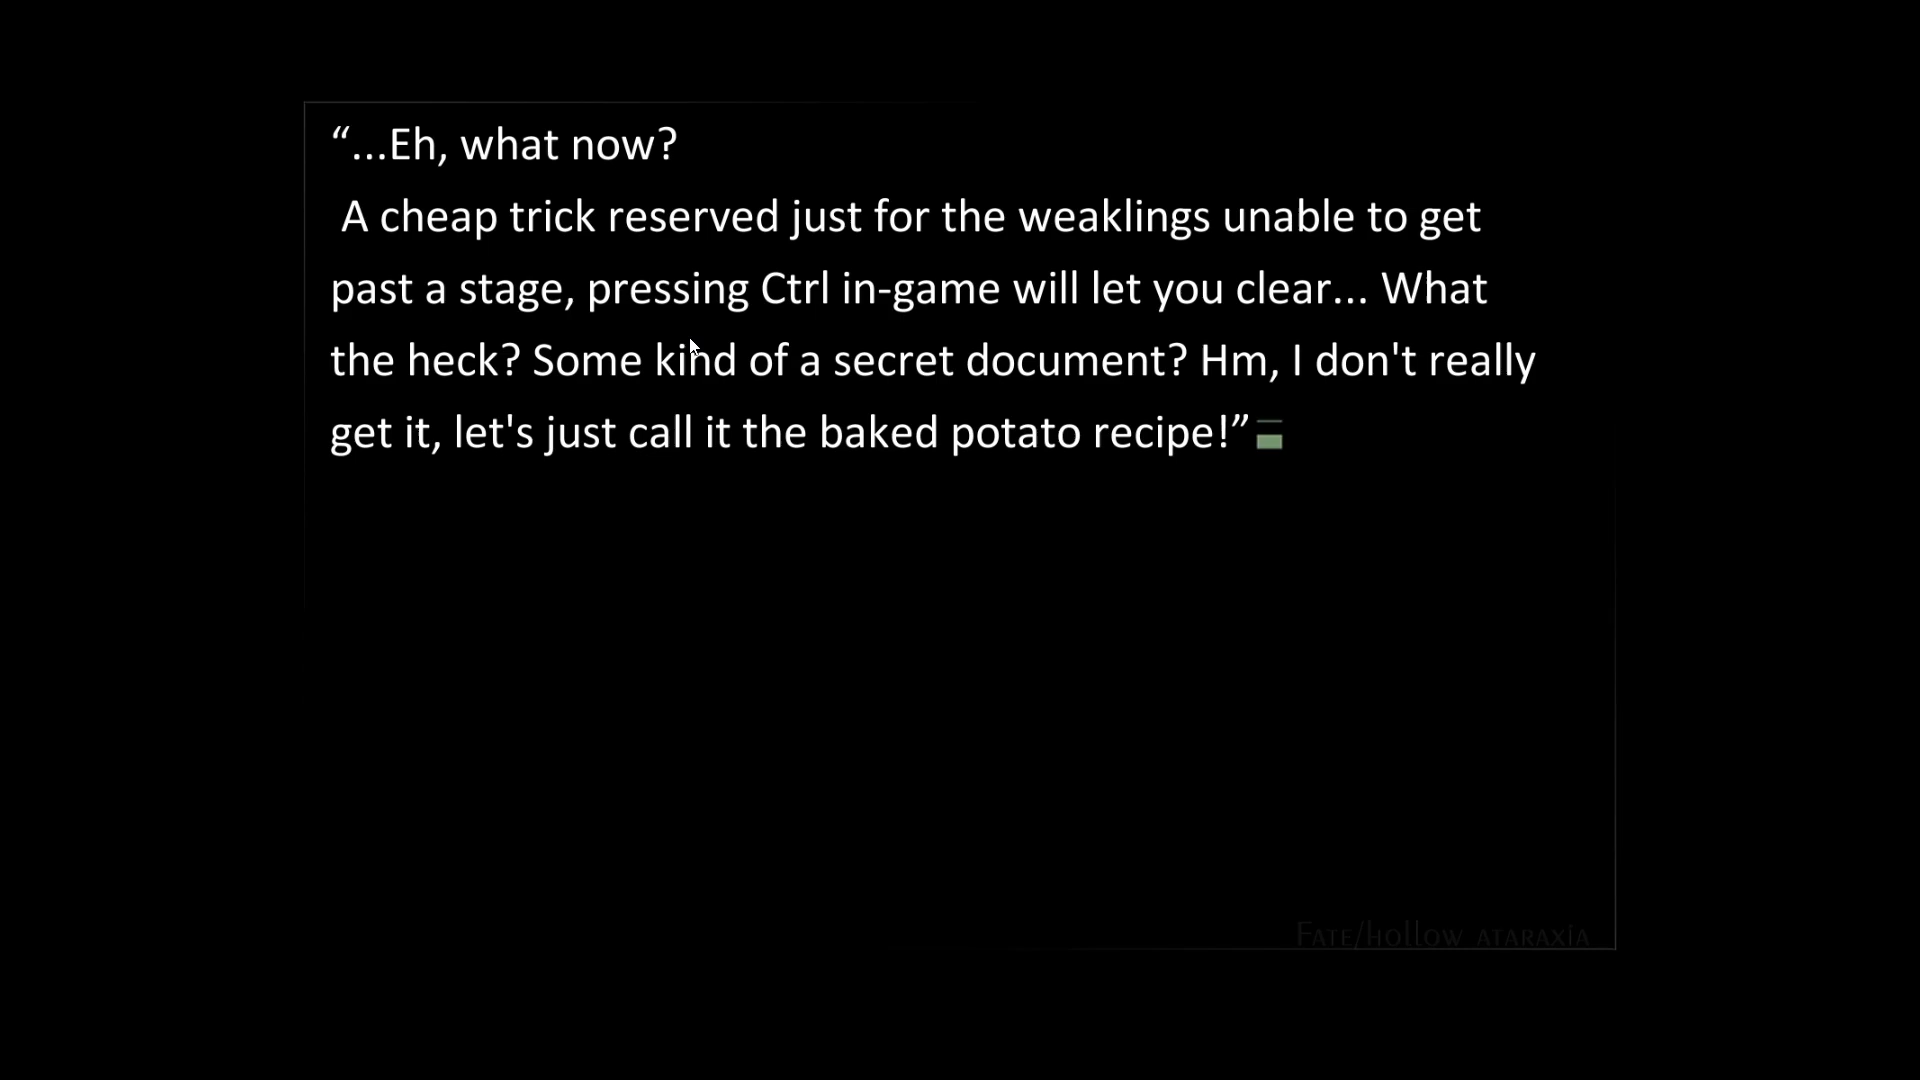 “...Eh, what now?
A cheap trick reserved just for the weaklings unable to get
past a stage, pressing Ctrl in-game will let you clear... What
the heck? Some kind of a secret document? Hm, I don't really
get it, let's just call it the baked potato recipe!”
Fate/hollow ataraxia